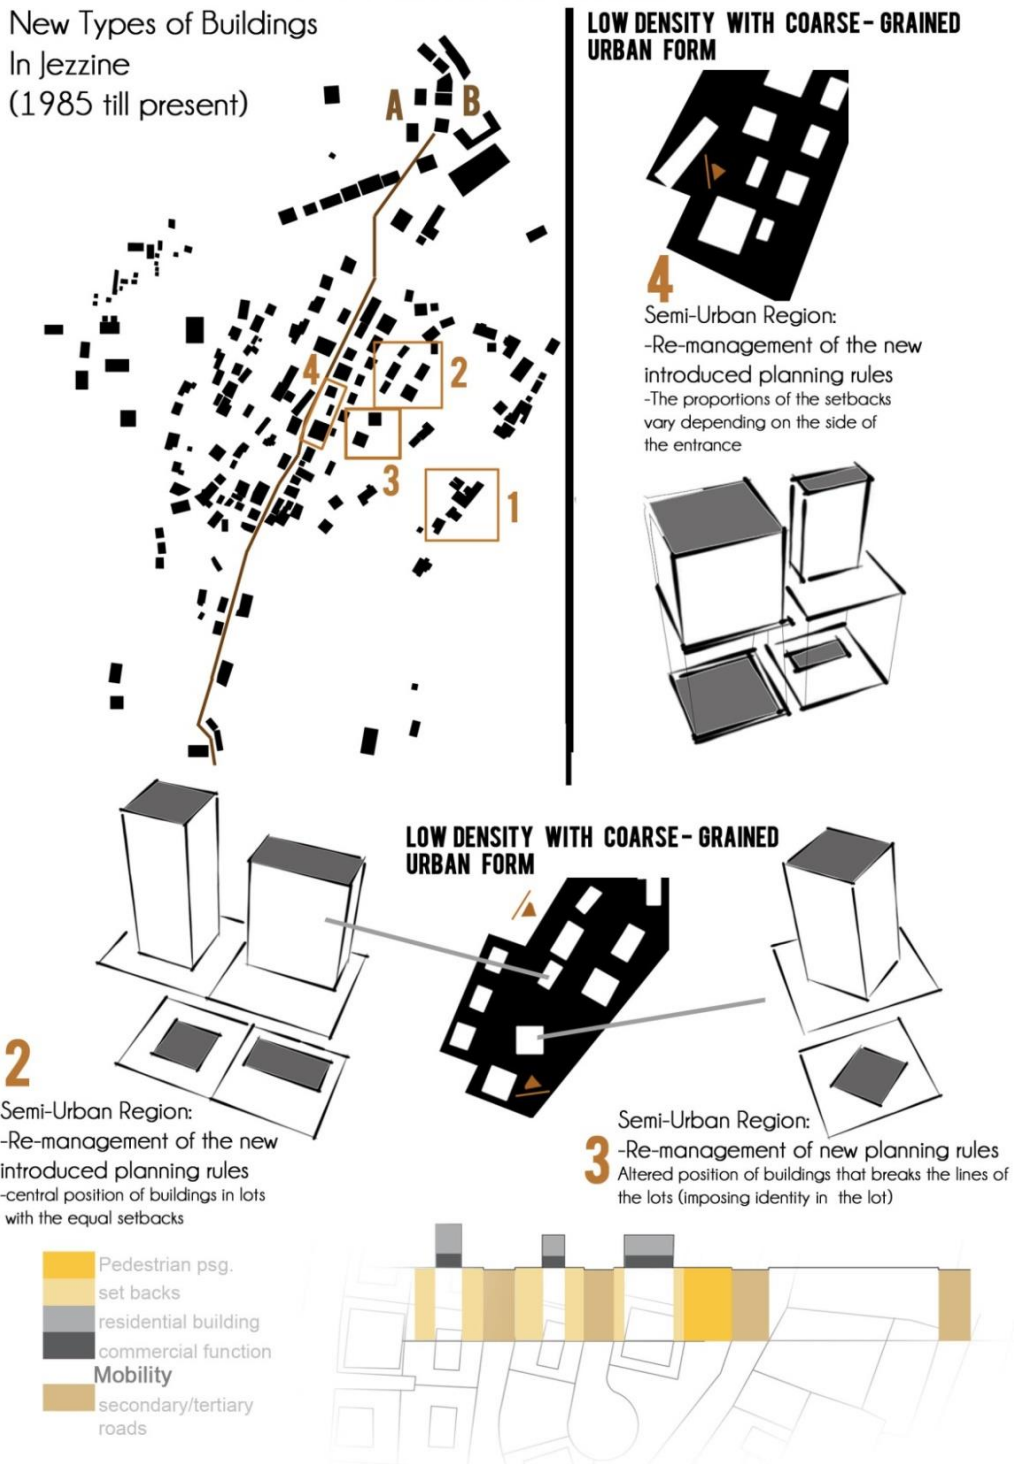 New Types of Buildings
In Jezzine
(1985 till present)
A
B
4
2
3
1
LOW DENSITY WITH COARSE-GRAINED
URBAN FORM
4
Semi-Urban Region:
-Re-management of the new
introduced planning rules
-The proportions of the setbacks
vary depending on the side of
the entrance
LOW DENSITY WITH COARSE-GRAINED
URBAN FORM
2
Semi-Urban Region:
-Re-management of the new
introduced planning rules
-central position of buildings in lots
with the equal setbacks
3
Semi-Urban Region:
-Re-management of new planning rules
Altered position of buildings that breaks the lines of
the lots (imposing identity in the lot)
Pedestrian psg.
set backs
residential building
commercial function
Mobility
secondary/tertiary
roads